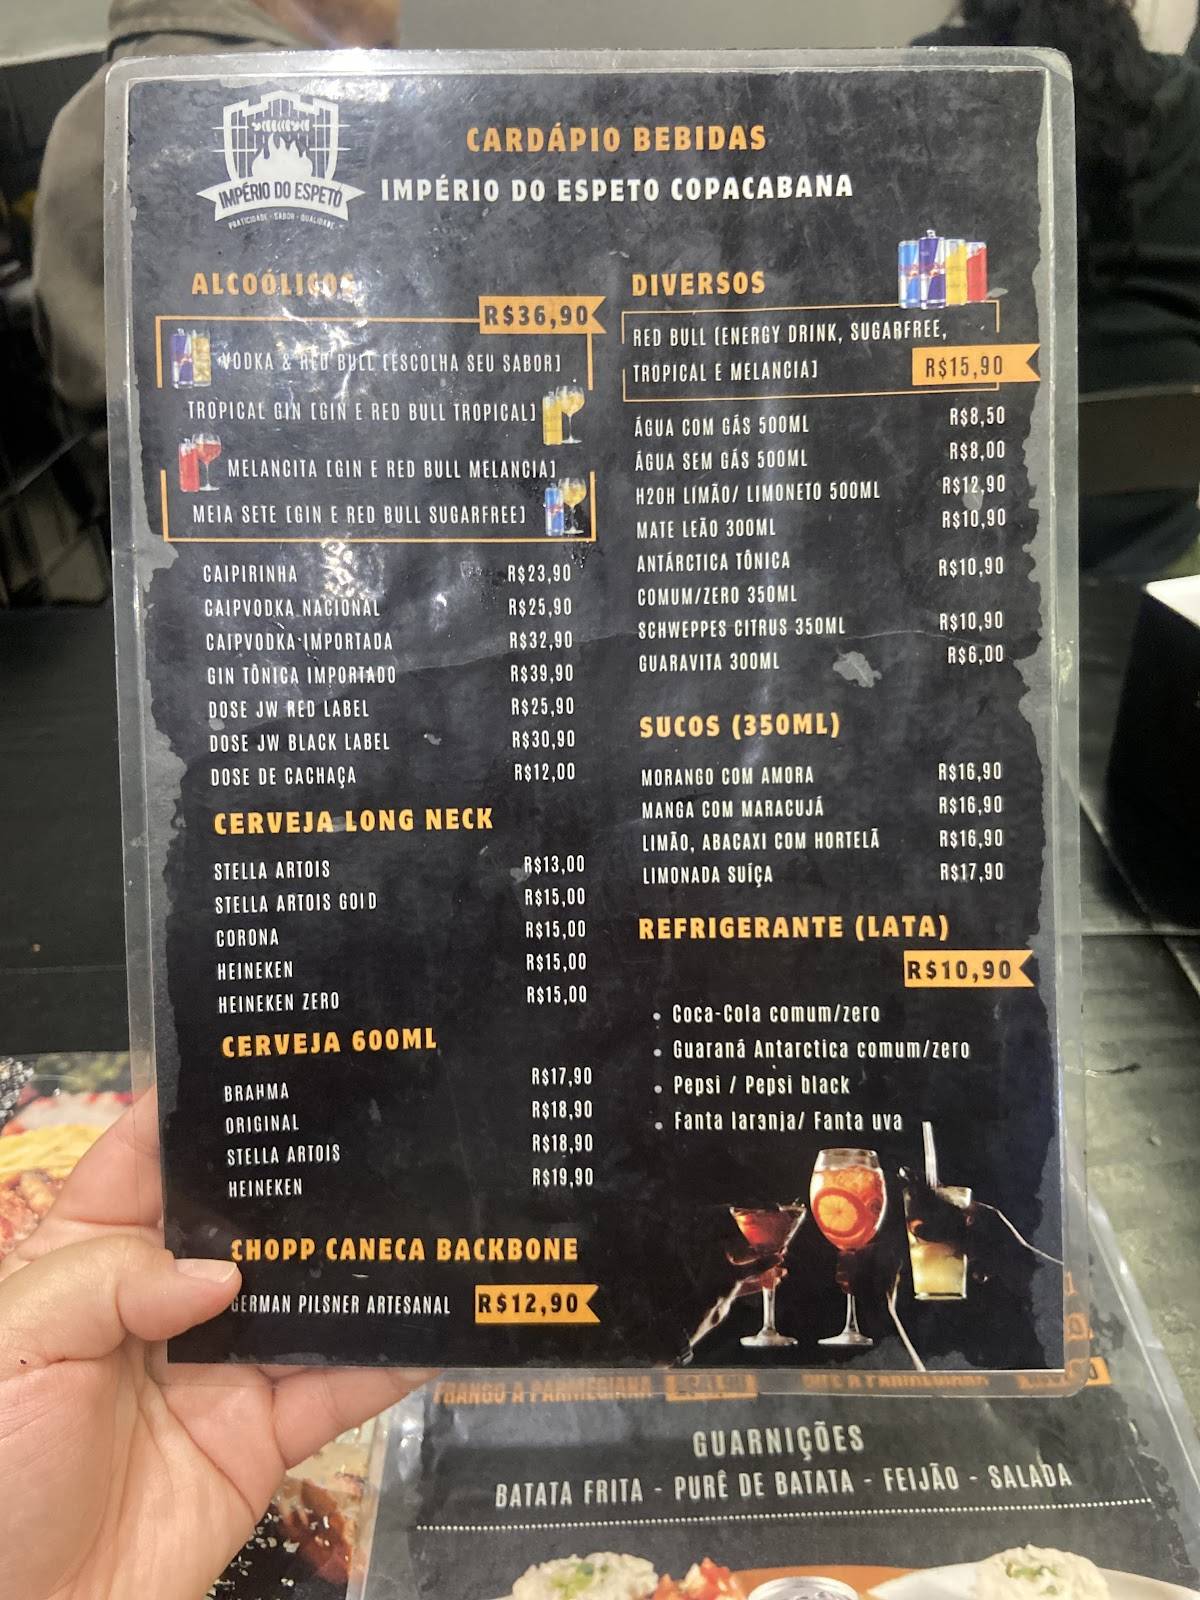 IMPÉRIO DO ESPETO
PRATICIDADE - SABOR - QUALIDADE
CARDÁPIO BEBIDAS
IMPÉRIO DO ESPETO COPACABANA
ALCOÓLICOS
R$36,90
VODKA & RED BULL [ESCOLHA SEU SABOR]
TROPICAL GIN [GIN E RED BULL TROPICAL]
MELANCITA [GIN E RED BULL MELANCIA]
MEIA SETE [GIN E RED BULL SUGARFREE]
CAIPIRINHA R$23,90
CAIPVODKA NACIONAL R$25,90
CAIPVODKA IMPORTADA R$32,90
GIN TÔNICA IMPORTADO R$39,90
DOSE JW RED LABEL R$25,90
DOSE JW BLACK LABEL R$30,90
DOSE DE CACHAÇA R$12,00
CERVEJA LONG NECK
STELLA ARTOIS R$13,00
STELLA ARTOIS GOLD R$15,00
CORONA R$15,00
HEINEKEN R$15,00
HEINEKEN ZERO R$15,00
CERVEJA 600ML
BRAHMA R$17,90
ORIGINAL R$18,90
STELLA ARTOIS R$18,90
HEINEKEN R$19,90
CHOPP CANECA BACKBONE
GERMAN PILSNER ARTESANAL R$12,90
DIVERSOS
RED BULL [ENERGY DRINK, SUGARFREE,
TROPICAL E MELANCIA] R$15,90
ÁGUA COM GÁS 500ML R$8,50
ÁGUA SEM GÁS 500ML R$8,00
H2OH LIMÃO/ LIMONETO 500ML R$12,90
MATE LEÃO 300ML R$10,90
ANTÁRCTICA TÔNICA R$10,90
COMUM/ZERO 350ML
SCHWEPPES CITRUS 350ML R$10,90
GUARAVITA 300ML R$6,00
SUCOS (350ML)
MORANGO COM AMORA R$16,90
MANGA COM MARACUJÁ R$16,90
LIMÃO, ABACAXI COM HORTELÃ R$16,90
LIMONADA SUÍÇA R$17,90
REFRIGERANTE (LATA)
R$10,90
• Coca-Cola comum/zero
• Guaraná Antarctica comum/zero
• Pepsi / Pepsi black
• Fanta laranja/ Fanta uva
FRANGO A PARMEGIANA
A PARMEGIANA
GUARNIÇÕES
BATATA FRITA - PURÊ DE BATATA - FEIJÃO - SALADA